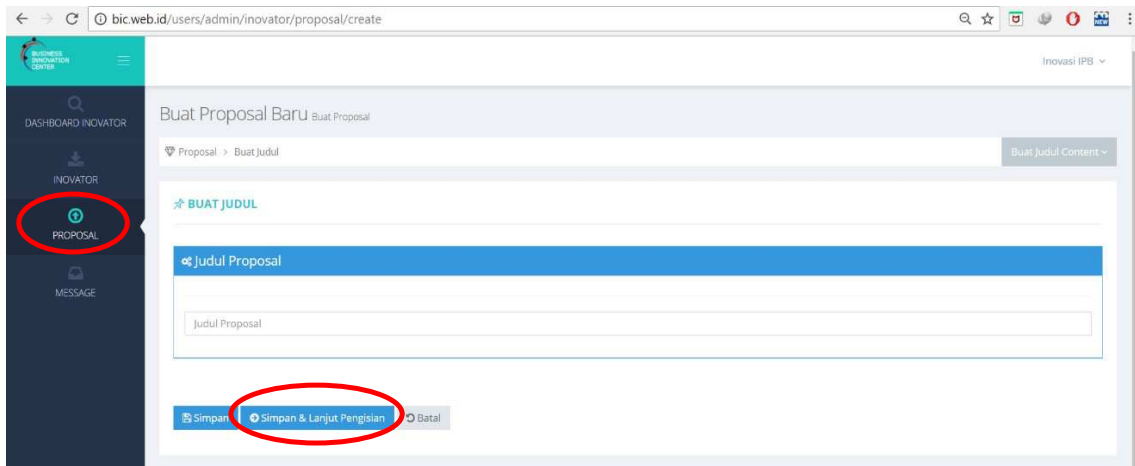 bic.web.id/users/admin/inovator/proposal/create
NEW
BUSINESS
INNOVATION
CENTER
Inovasi IPB
DASHBOARD INOVATOR
INOVATOR
PROPOSAL
MESSAGE
Buat Proposal Baru Buat Proposal
Proposal > Buat Judul
Buat Judul Content
BUAT JUDUL
Judul Proposal
Judul Proposal
Simpan
Simpan & Lanjut Pengisian
Batal